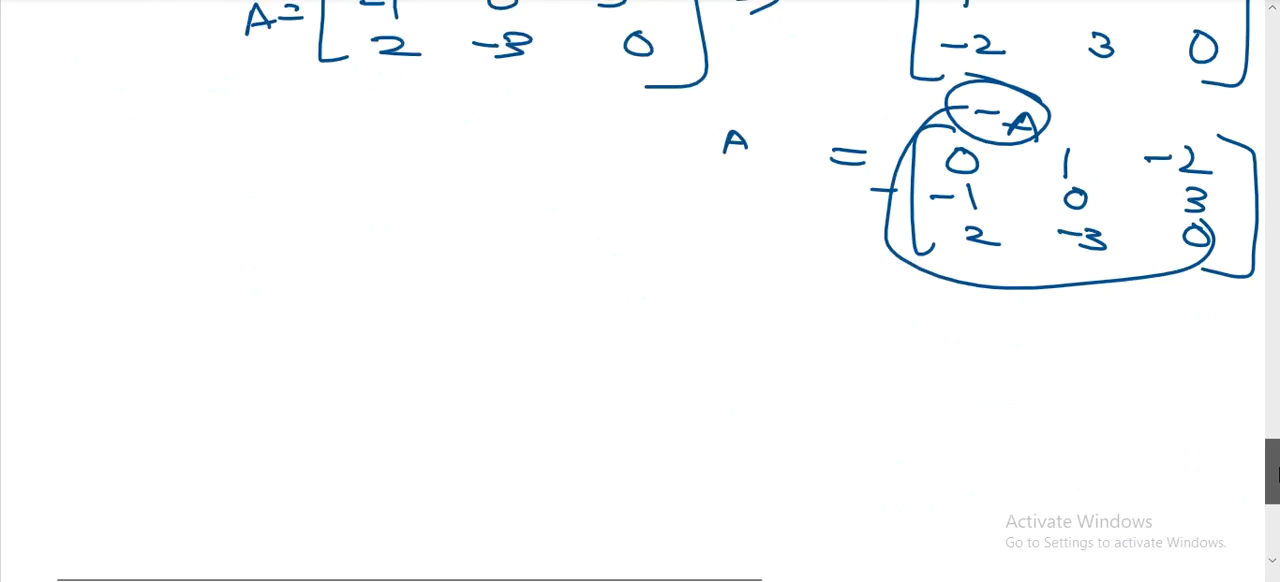 A=
2 -3 0
-2 3 0
-A
A = - 0 1 -2
-1 0 3
2 -3 0
Activate Windows
Go to Settings to activate Windows.